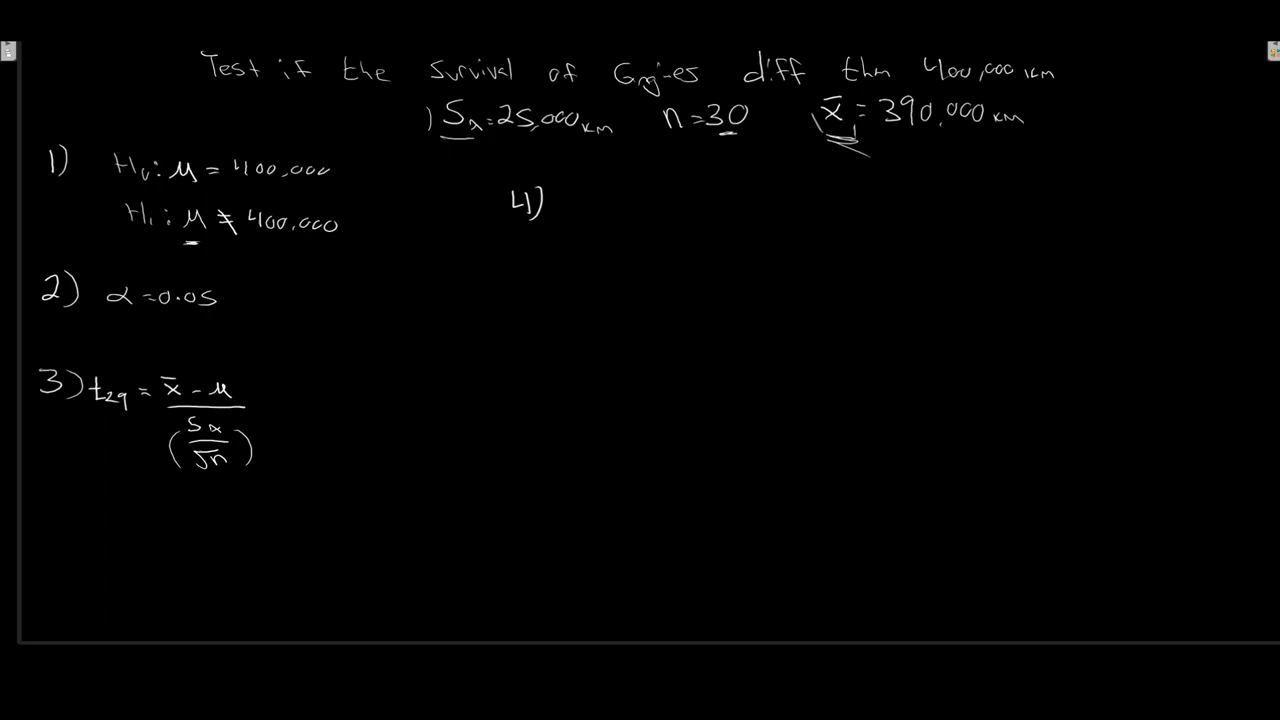 Test if the survival of Engines diff than 400,000 km
) Sₓ = 25,000 km n = 30 x̄ = 390,000 km
1) H₀: μ = 400,000
H₁: μ ≠ 400,000
2) α = 0.05
3) t₂₉ = x̄ - μ
(Sₓ
√n)
4)